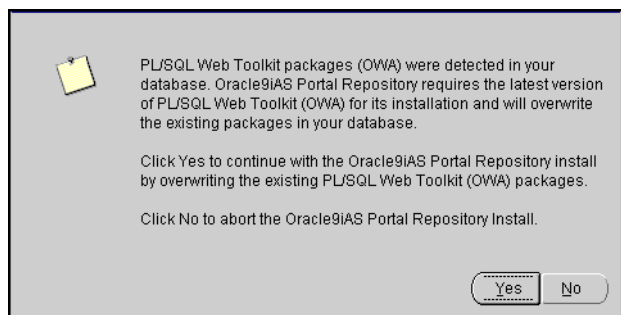 PL/SQL Web Toolkit packages (OWA) were detected in your
database. Oracle9iAS Portal Repository requires the latest version
of PL/SQL Web Toolkit (OWA) for its installation and will overwrite
the existing packages in your database.
Click Yes to continue with the Oracle9iAS Portal Repository install
by overwriting the existing PL/SQL Web Toolkit (OWA) packages.
Click No to abort the Oracle9iAS Portal Repository Install.
Yes No